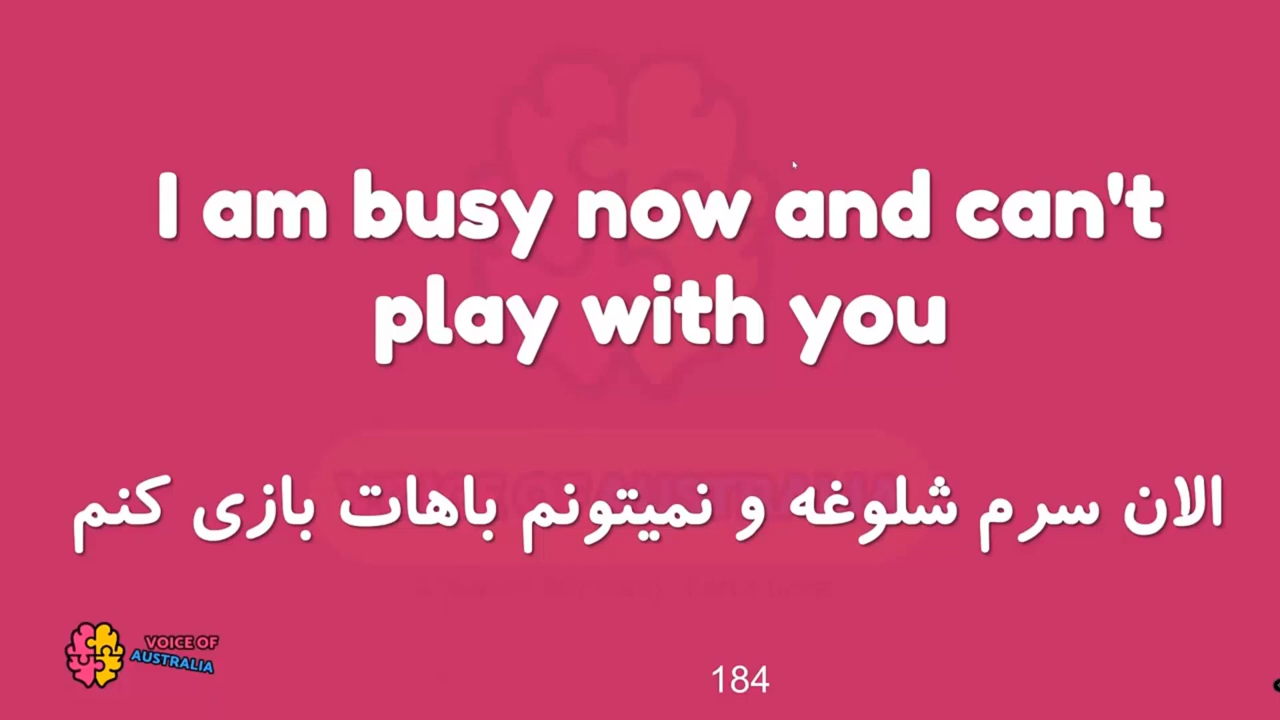 I am busy now and can't
play with you
الان سرم شلوغه و نمیتونم باهات بازی کنم
VOICE OF
AUSTRALIA
184